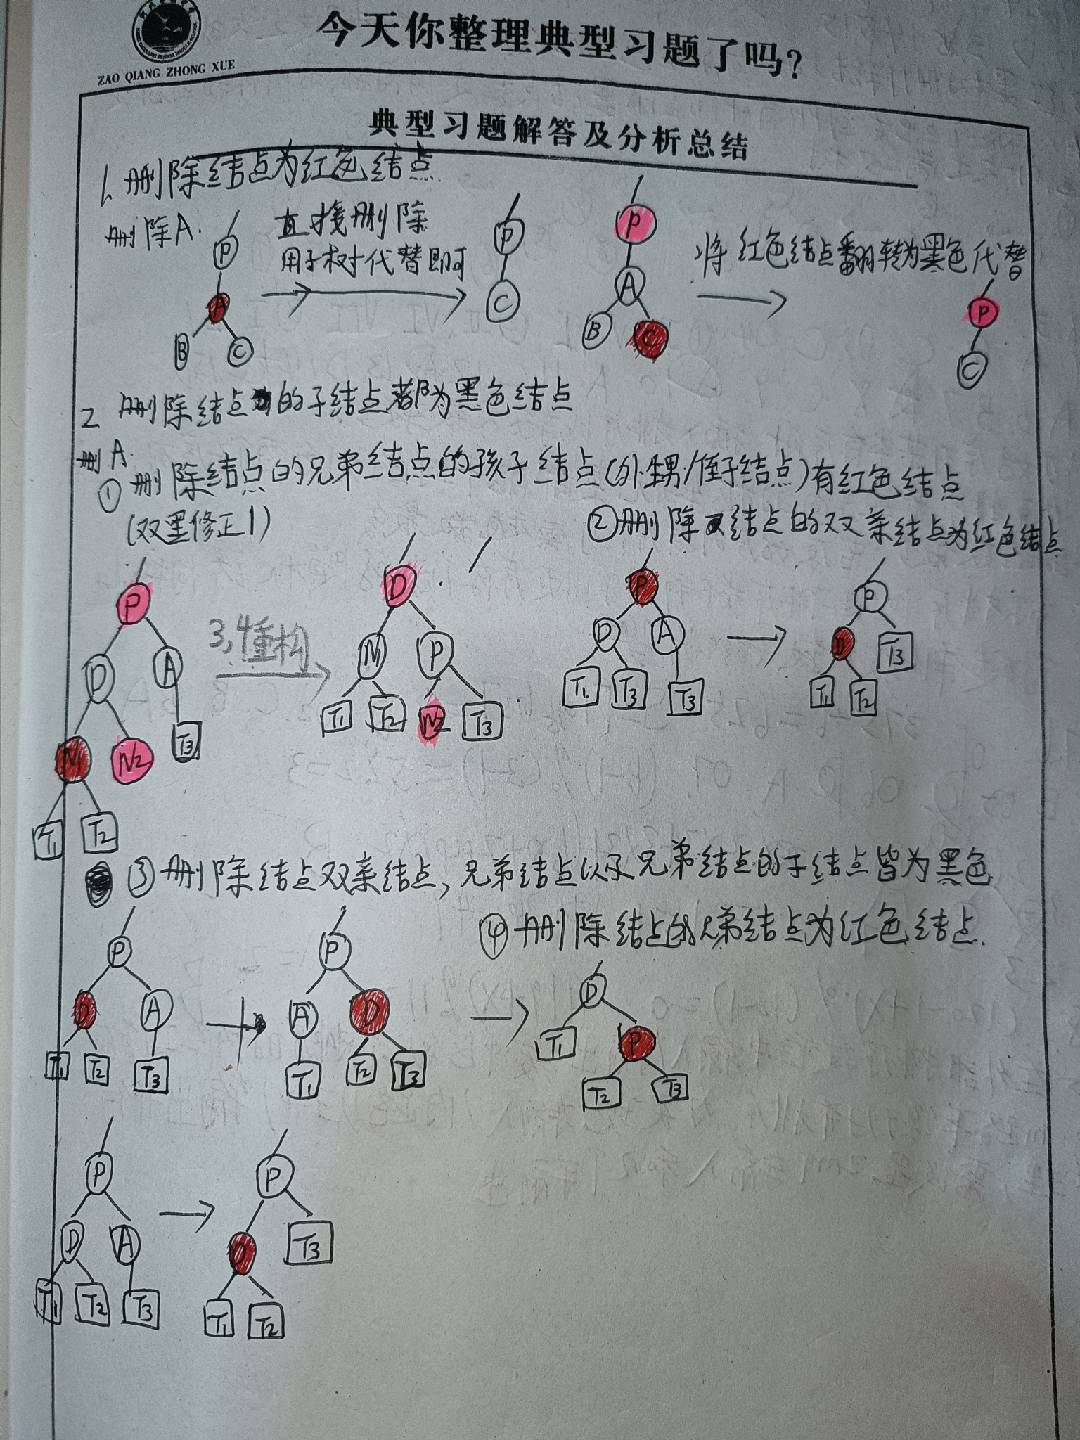 今天你整理典型习题了吗?
ZAO QIANG ZHONG XUE
典型习题解答及分析总结
1、删除结点为红色结点
删除A.
直接删除
用子树代替即可
将红色结点翻转为黑色代替
P
A
B
C
P
C
P
A
B
C
P
C
2 删除结点的子结点都为黑色结点
删A.
① 删除结点的兄弟结点的孩子结点(外甥/侄子结点)有红色结点
(双黑修正1)
②删除结点的双亲结点为红色结点
P
D
A
N1
N2
T3
T1
T2
3,4重构
D
N
P
T1
T2
N2
T3
P
D
A
T1
T3
T3
P
D
T3
T1
T2
③删除结点双亲结点,兄弟结点以及兄弟结点的子结点皆为黑色
④删除结点的兄弟结点为红色结点.
P
D
A
T1
T2
T3
P
A
D
T1
T2
T3
D
T1
P
T2
T3
P
D
A
T1
T2
T3
P
D
T3
T1
T2